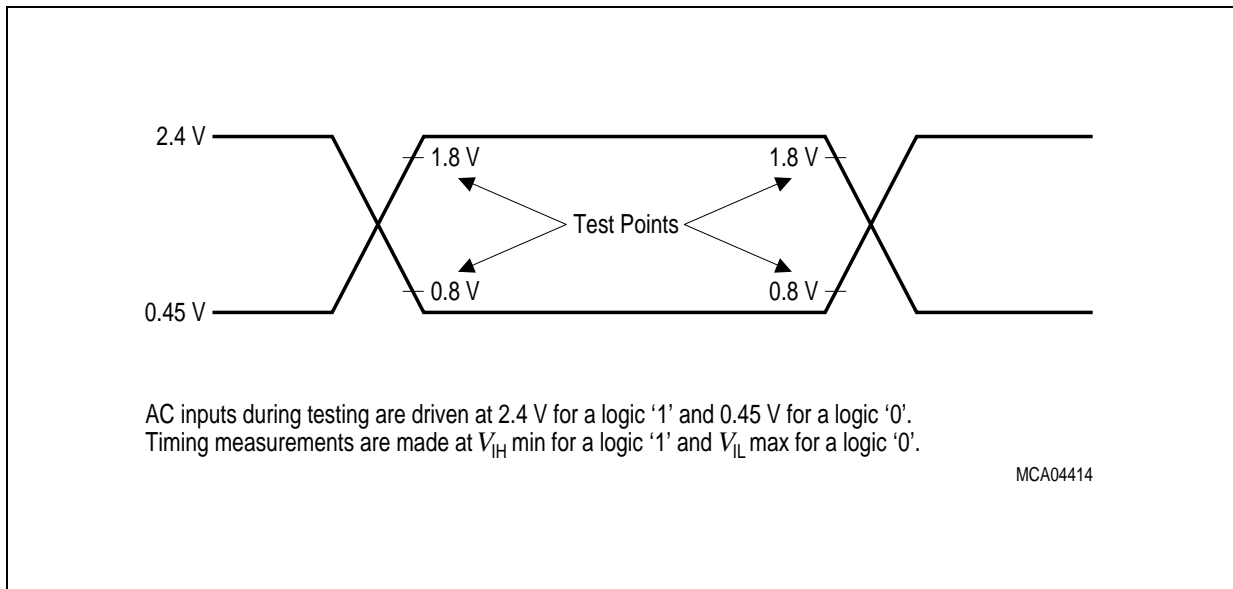 2.4 V
1.8 V
1.8 V
Test Points
0.8 V
0.8 V
0.45 V
AC inputs during testing are driven at 2.4 V for a logic ‘1’ and 0.45 V for a logic ‘0’.
Timing measurements are made at VIH min for a logic ‘1’ and VIL max for a logic ‘0’.
MCA04414